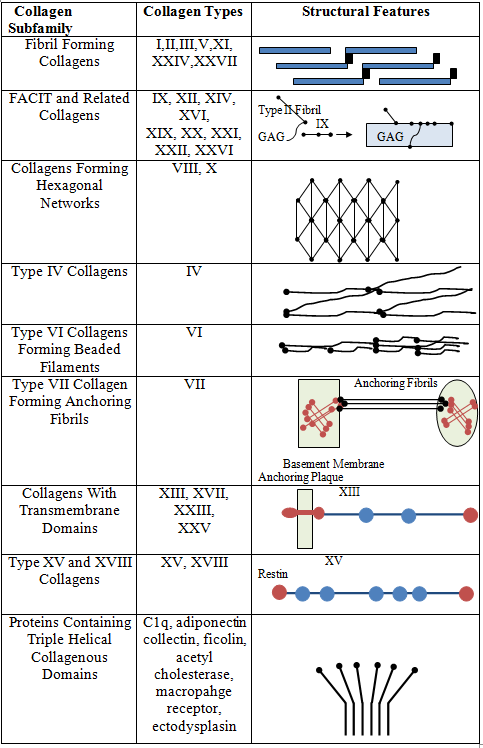 Collagen Subfamily
Collagen Types
Structural Features
Fibril Forming
Collagens
I,II,III,V,XI,
XXIV,XXVII
FACIT and Related
Collagens
IX, XII, XIV,
XVI,
XIX, XX, XXI,
XXII, XXVI
Type II Fibril
IX
GAG
GAG
Collagens Forming
Hexagonal
Networks
VIII, X
Type IV Collagens
IV
Type VI Collagens
Forming Beaded
Filaments
VI
Type VII Collagen
Forming Anchoring
Fibrils
VII
Anchoring Fibrils
Basement Membrane
Anchoring Plaque
Collagens With
Transmembrane
Domains
XIII, XVII,
XXIII,
XXV
XIII
Type XV and XVIII
Collagens
XV, XVIII
XV
Restin
Proteins Containing
Triple Helical
Collagenous
Domains
C1q, adiponectin
collectin, ficolin,
acetyl
cholesterase,
macropahge
receptor,
ectodysplasin